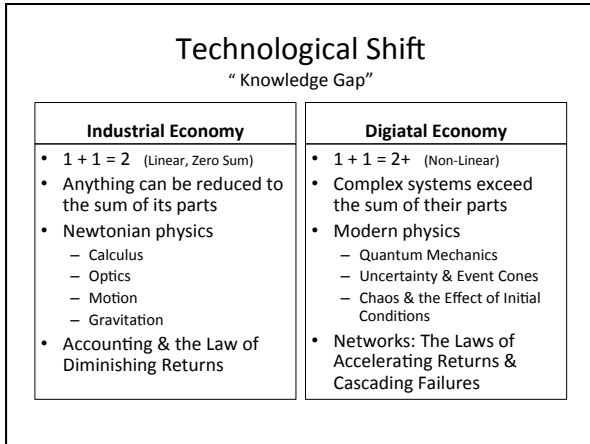 Technological Shift
“ Knowledge Gap”
Industrial Economy
• 1 + 1 = 2 (Linear, Zero Sum)
• Anything can be reduced to
the sum of its parts
• Newtonian physics
– Calculus
– Optics
– Motion
– Gravitation
• Accounting & the Law of
Diminishing Returns
Digiatal Economy
• 1 + 1 = 2+ (Non-Linear)
• Complex systems exceed
the sum of their parts
• Modern physics
– Quantum Mechanics
– Uncertainty & Event Cones
– Chaos & the Effect of Initial
Conditions
• Networks: The Laws of
Accelerating Returns &
Cascading Failures